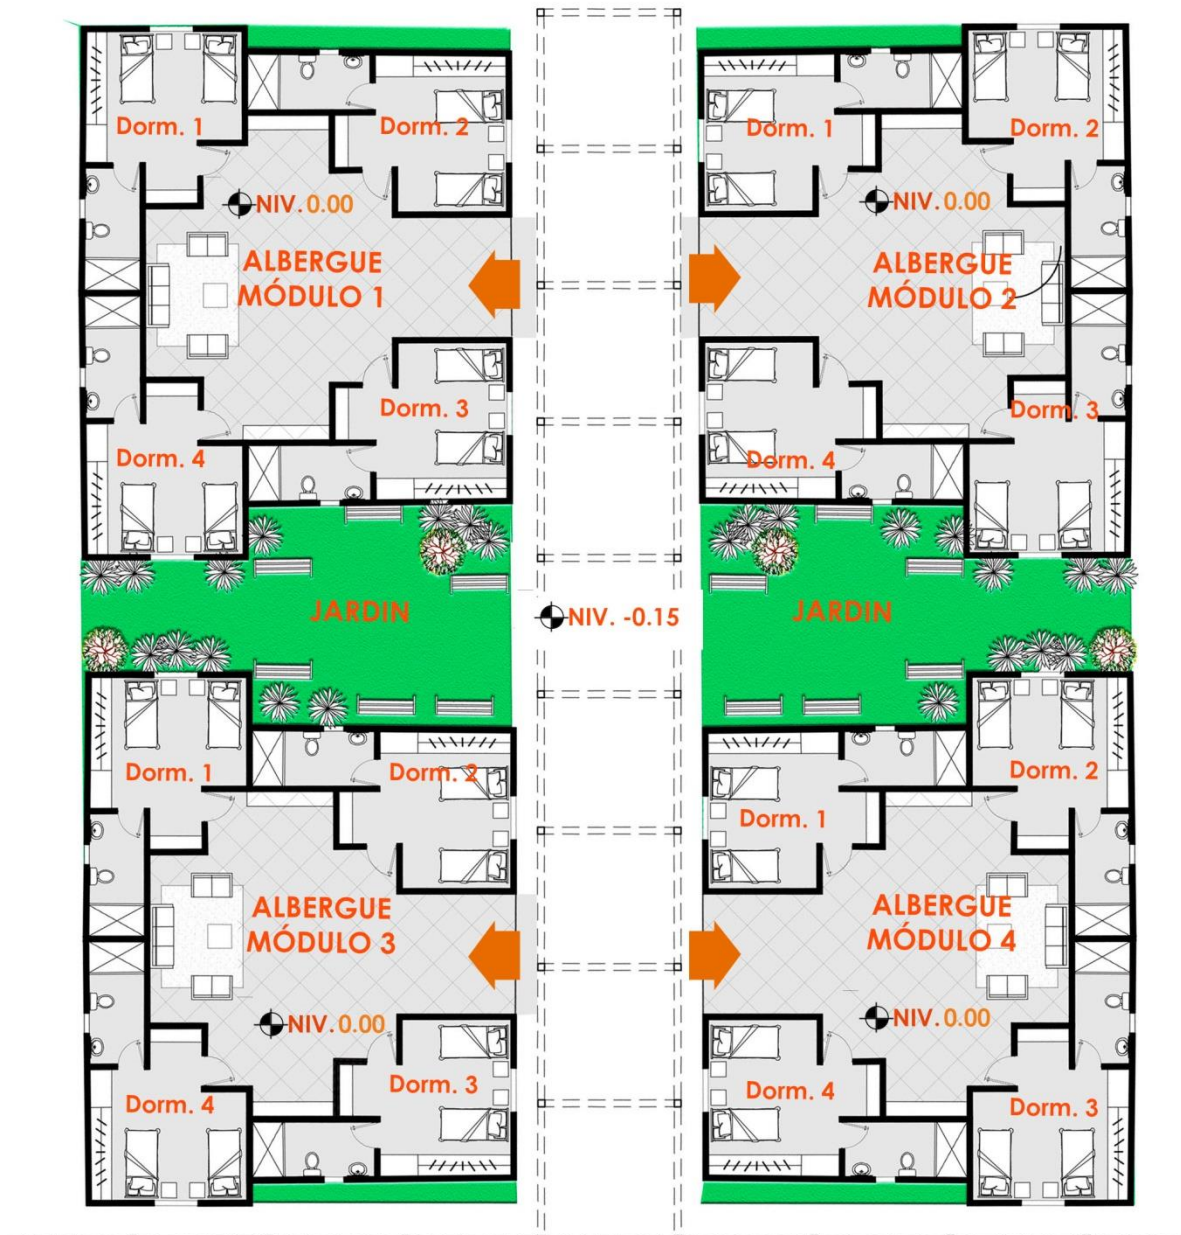 Dorm. 1
Dorm. 2
NIV. 0.00
ALBERGUE
MÓDULO 1
Dorm. 3
Dorm. 4
Dorm. 1
Dorm. 2
NIV. 0.00
ALBERGUE
MÓDULO 2
Dorm. 3
Dorm. 4
JARDIN
NIV. -0.15
JARDIN
Dorm. 1
Dorm. 2
ALBERGUE
MÓDULO 3
NIV. 0.00
Dorm. 3
Dorm. 4
Dorm. 2
Dorm. 1
ALBERGUE
MÓDULO 4
NIV. 0.00
Dorm. 4
Dorm. 3